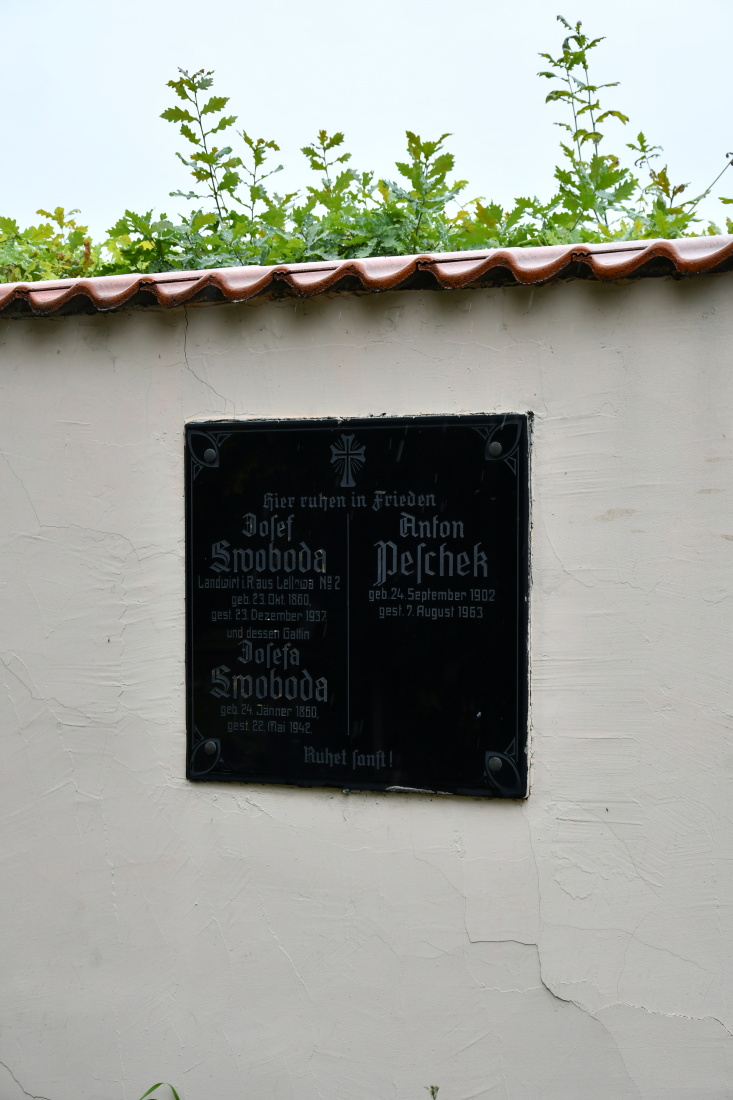 Hier ruhen in Frieden
Josef
Swoboda
Landwirt i.R. aus Lellowa No 2
geb. 23. Okt. 1860,
gest. 23. Dezember 1937
und dessen Gattin
Josefa
Swoboda
geb. 24. Jänner 1860,
gest. 22. Mai 1942.
Anton
Peschek
geb. 24. September 1902
gest. 7. August 1963
Ruhet sanft!